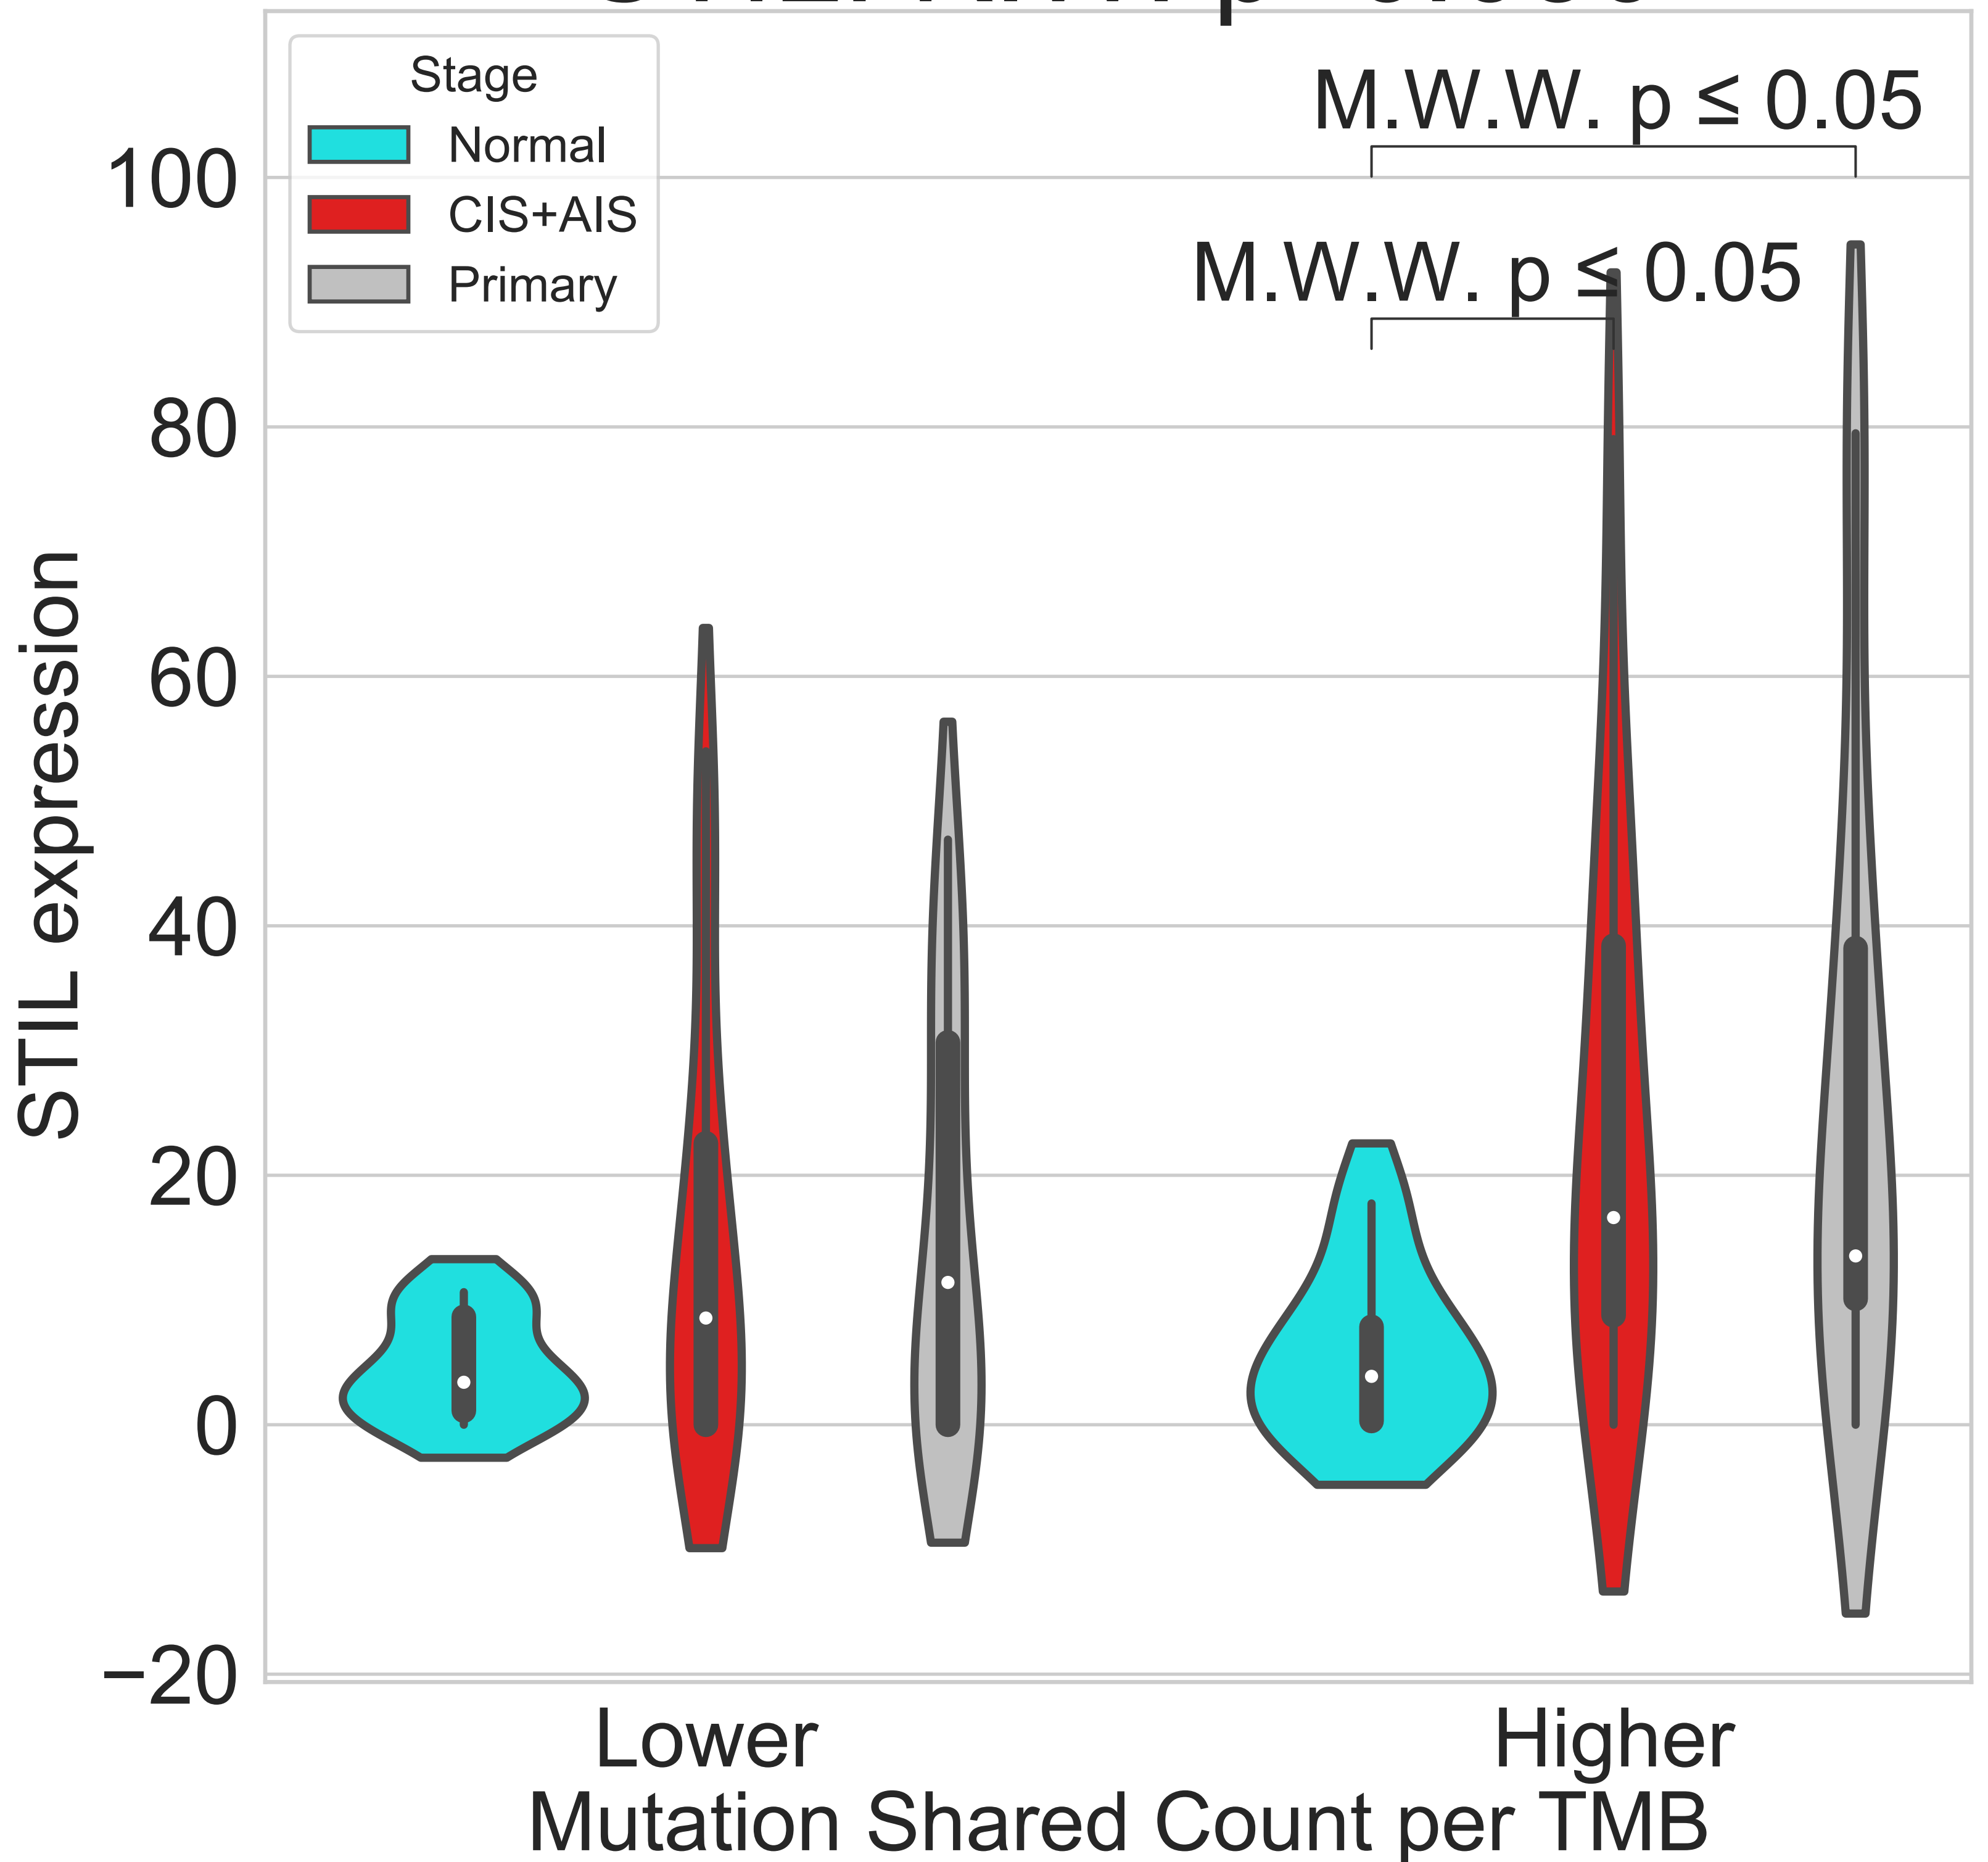 Stage
Normal
CIS+AIS
Primary
M.W.W. p ≤ 0.05
M.W.W. p ≤ 0.05
100
80
60
40
20
0
−20
STIL expression
Lower
Higher
Mutation Shared Count per TMB